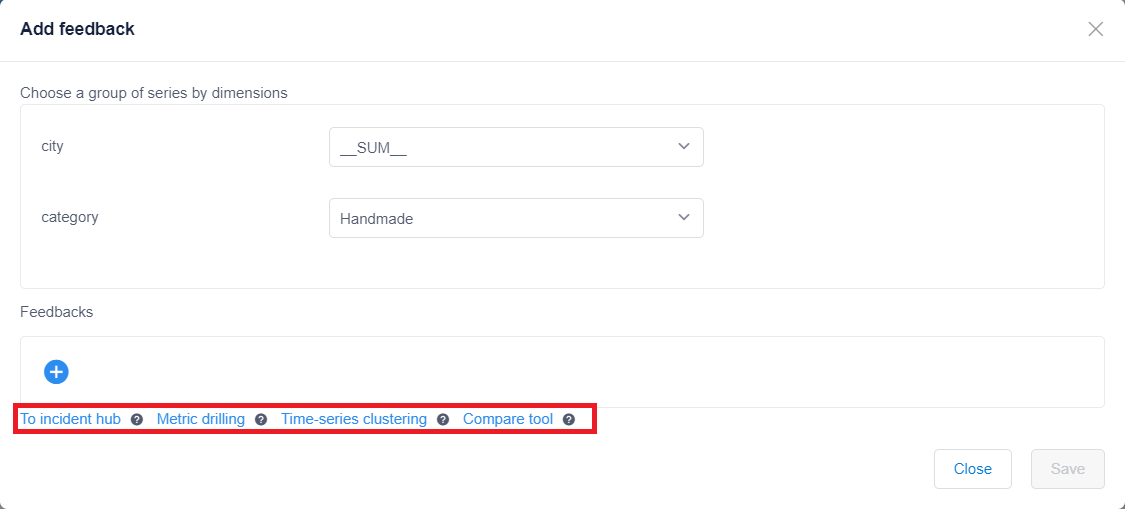 Add feedback
Choose a group of series by dimensions
city
__SUM__
category
Handmade
Feedbacks
To incident hub ? Metric drilling ? Time-series clustering ? Compare tool ?
Close Save